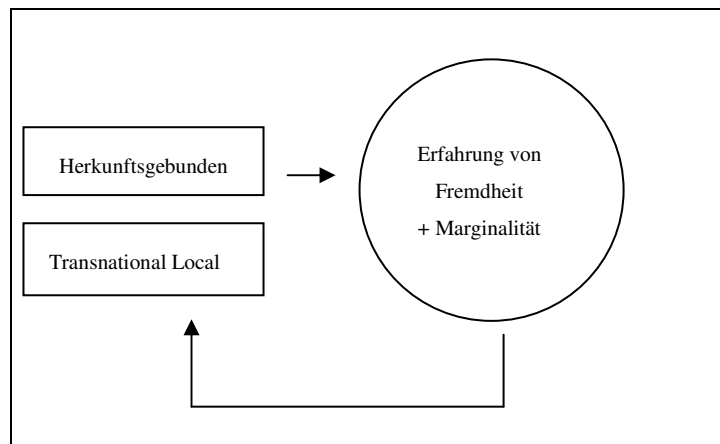 Herkunftsgebunden
Transnational Local
Erfahrung von
Fremdheit
+ Marginalität